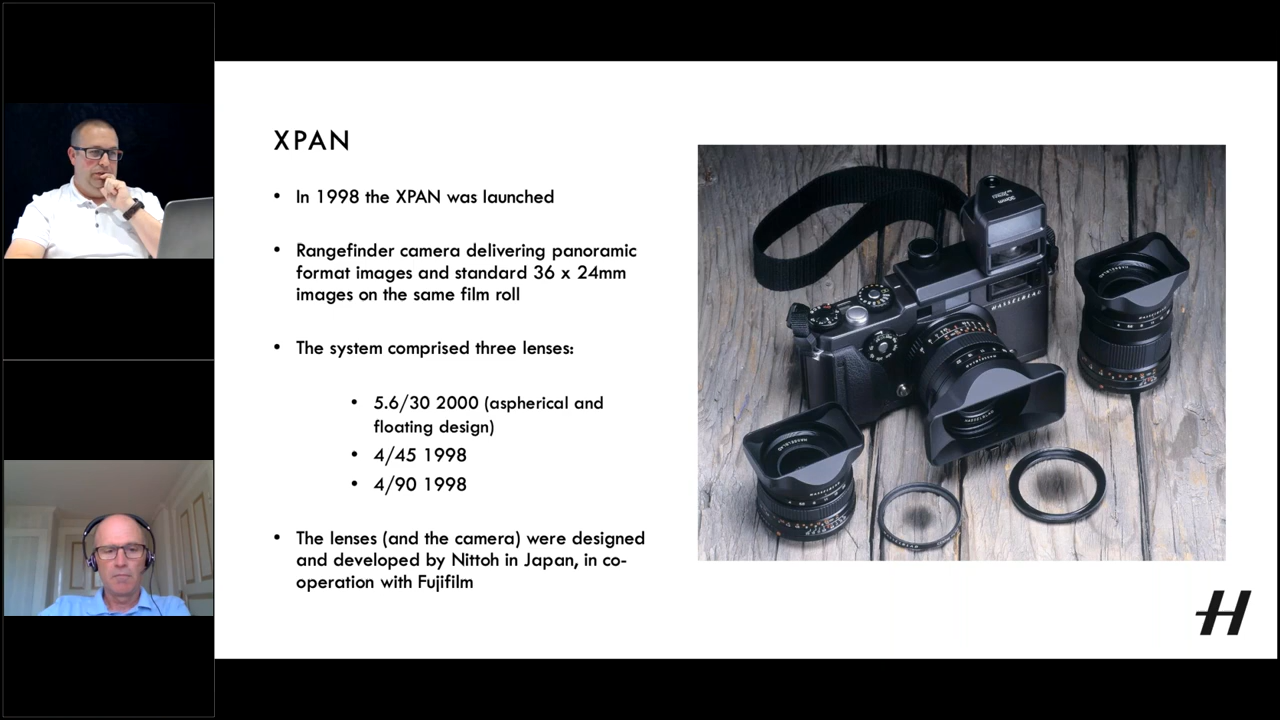 XPAN
• In 1998 the XPAN was launched
• Rangefinder camera delivering panoramic
format images and standard 36 x 24mm
images on the same film roll
• The system comprised three lenses:
• 5.6/30 2000 (aspherical and
floating design)
• 4/45 1998
• 4/90 1998
• The lenses (and the camera) were designed
and developed by Nittoh in Japan, in co-
operation with Fujifilm
HASSELBLAD
H